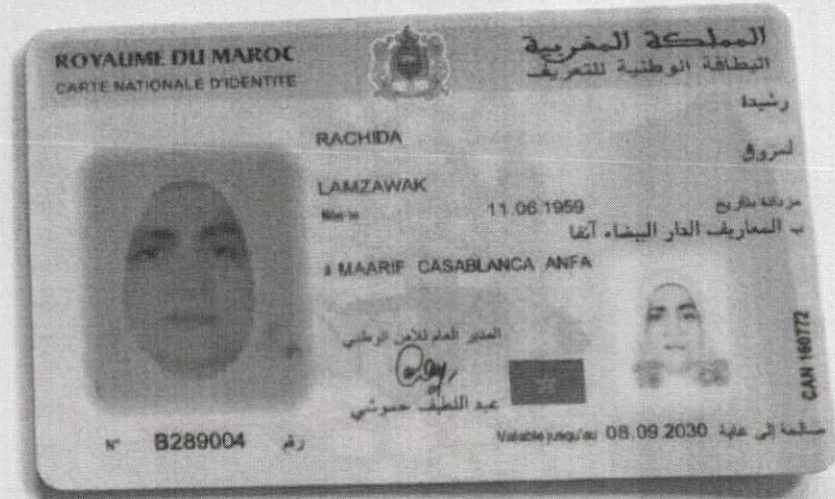 ROYAUME DU MAROC
المملكة المغربية
CARTE NATIONALE D'IDENTITE
البطاقة الوطنية للتعريف
رشيدة
RACHIDA
لمزوق
LAMZAWAK
Née le 11.06.1959 مزدادة بتاريخ
ب المعاريف الدار البيضاء آنفا
à MAARIF CASABLANCA ANFA
المدير العام للأمن الوطني
عبد اللطيف حموشي
CAN 160772
N° B289004 رقم
Valable jusqu'au 08.09.2030 صالحة إلى غاية